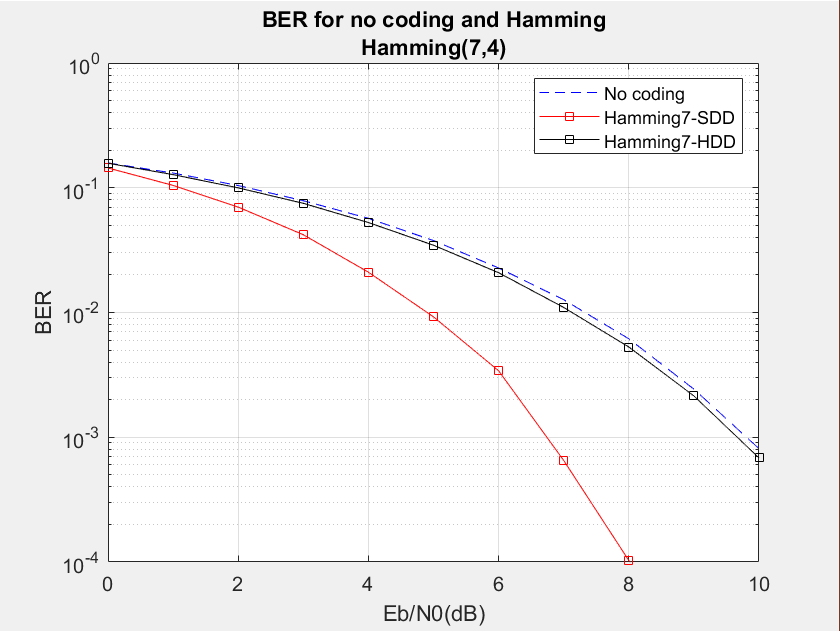 BER for no coding and Hamming
Hamming(7,4)
No coding
Hamming7-SDD
Hamming7-HDD
10^0
10^-1
10^-2
10^-3
10^-4
BER
0 2 4 6 8 10
Eb/N0(dB)